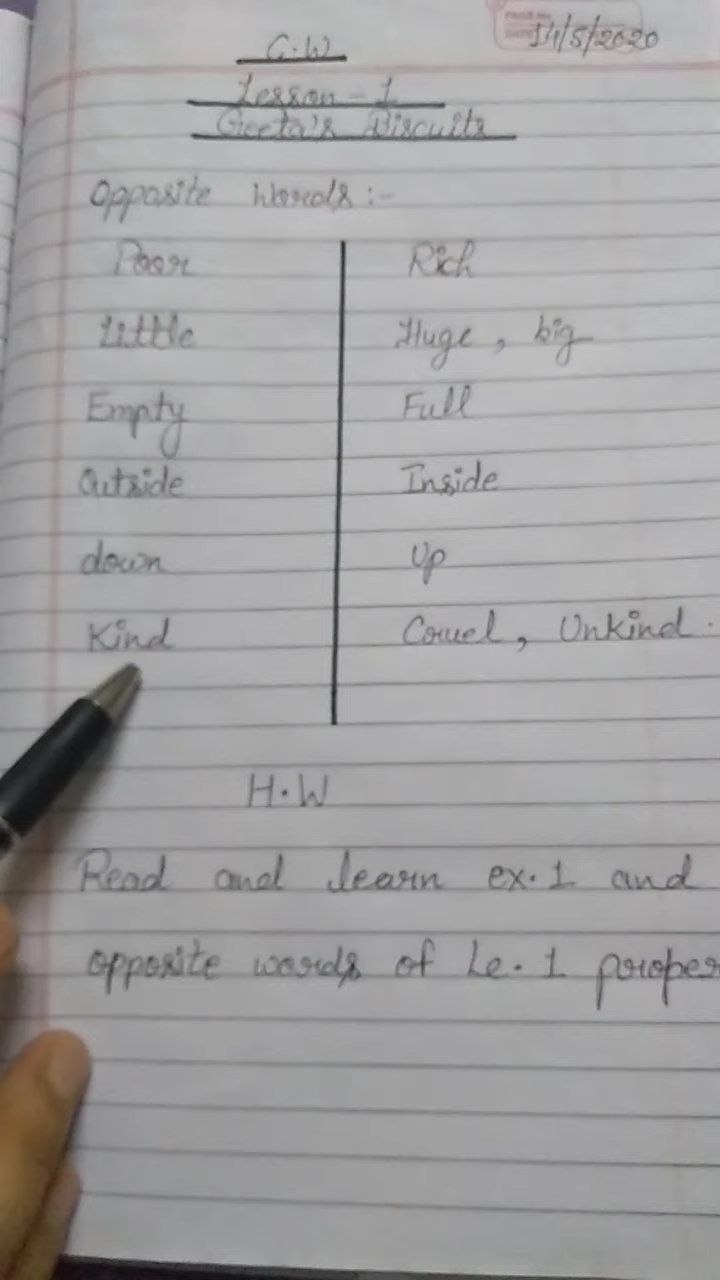 14/5/2020
C.W
Lesson - 1
Geeta's Biscuits
Opposite Words :-
Poor Rich
Little Huge, big
Empty Full
Outside Inside
down Up
Kind Cruel, Unkind.
H.W
Read and learn ex. 1 and
opposite words of Le. 1 proper